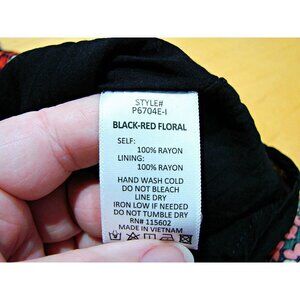 STYLE#
P6704E-I
BLACK-RED FLORAL
SELF:
100% RAYON
LINING:
100% RAYON
HAND WASH COLD
DO NOT BLEACH
LINE DRY
IRON LOW IF NEEDED
DO NOT TUMBLE DRY
RN# 115602
MADE IN VIETNAM